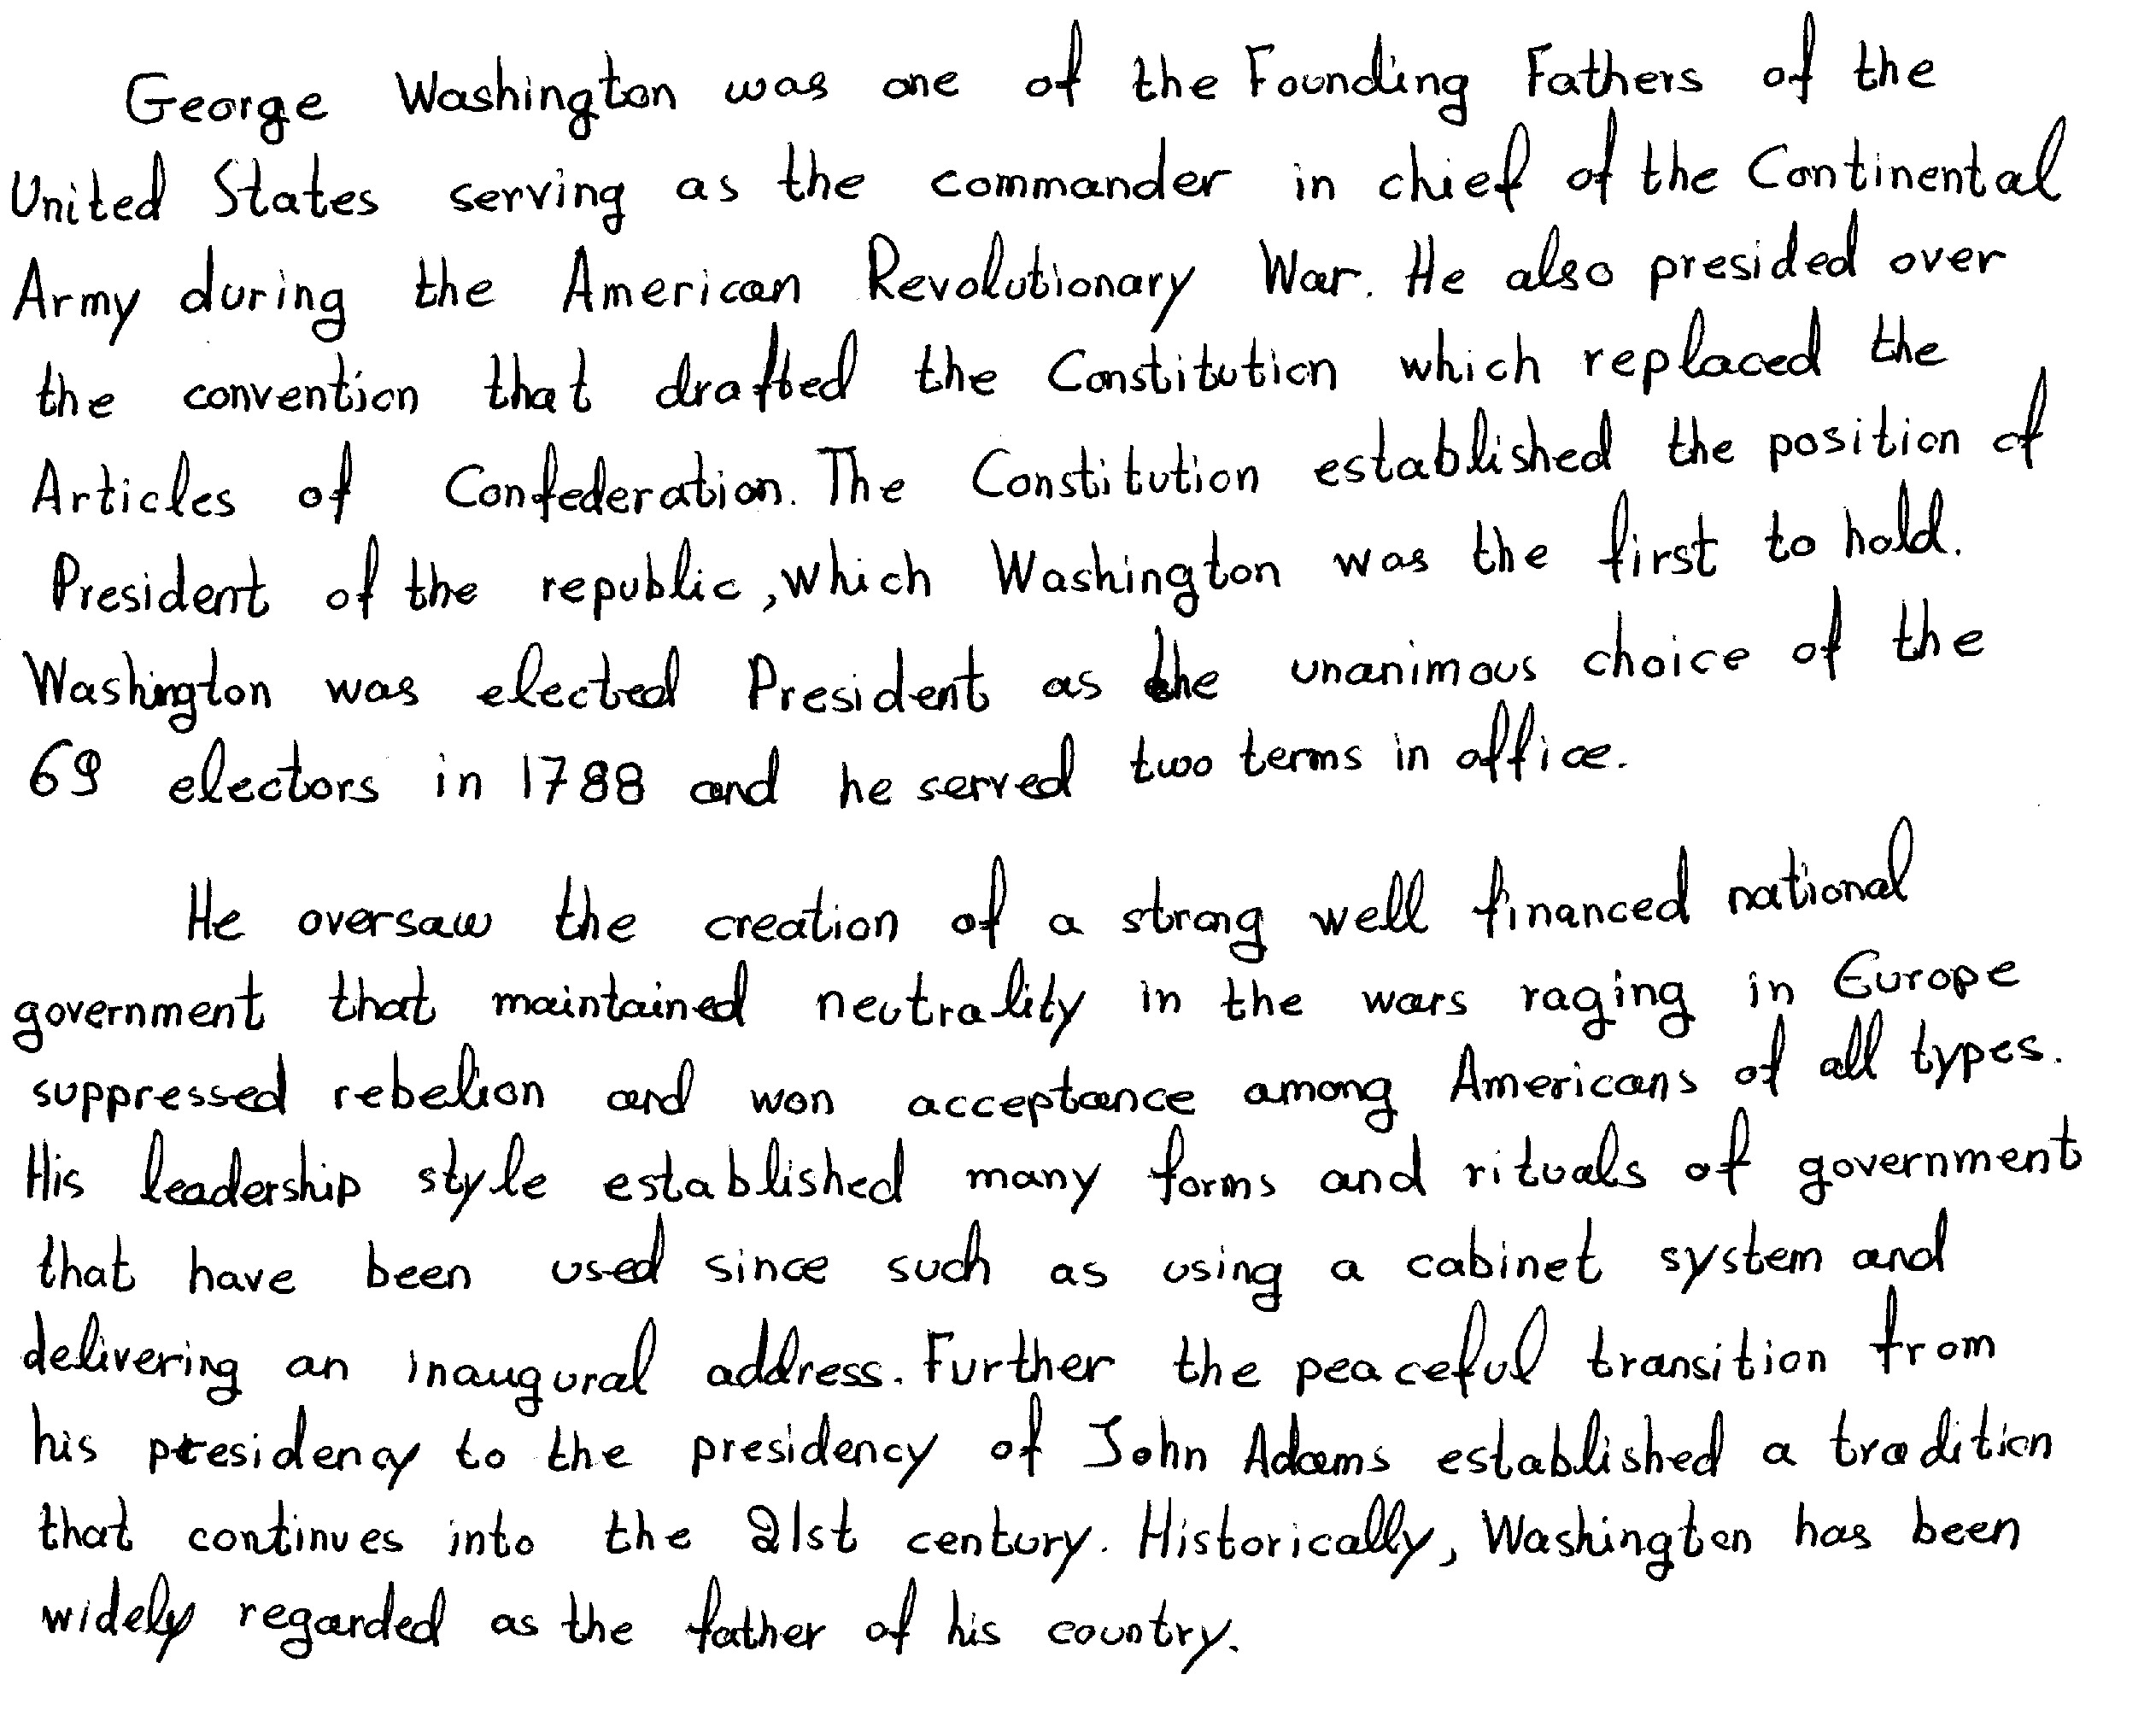 George Washington was one of the Founding Fathers of the
United States serving as the commander in chief of the Continental
Army during the American Revolutionary War. He also presided over
the convention that drafted the Constitution which replaced the
Articles of Confederation. The Constitution established the position of
President of the republic, which Washington was the first to hold.
Washington was elected President as the unanimous choice of the
69 electors in 1788 and he served two terms in office.
He oversaw the creation of a strong well financed national
government that maintained neutrality in the wars raging in Europe
suppressed rebelion and won acceptance among Americans of all types.
His leadership style established many forms and rituals of government
that have been used since such as using a cabinet system and
delivering an inaugural address. Further the peaceful transition from
his presidency to the presidency of John Adams established a tradition
that continues into the 21st century. Historically, Washington has been
widely regarded as the father of his country.